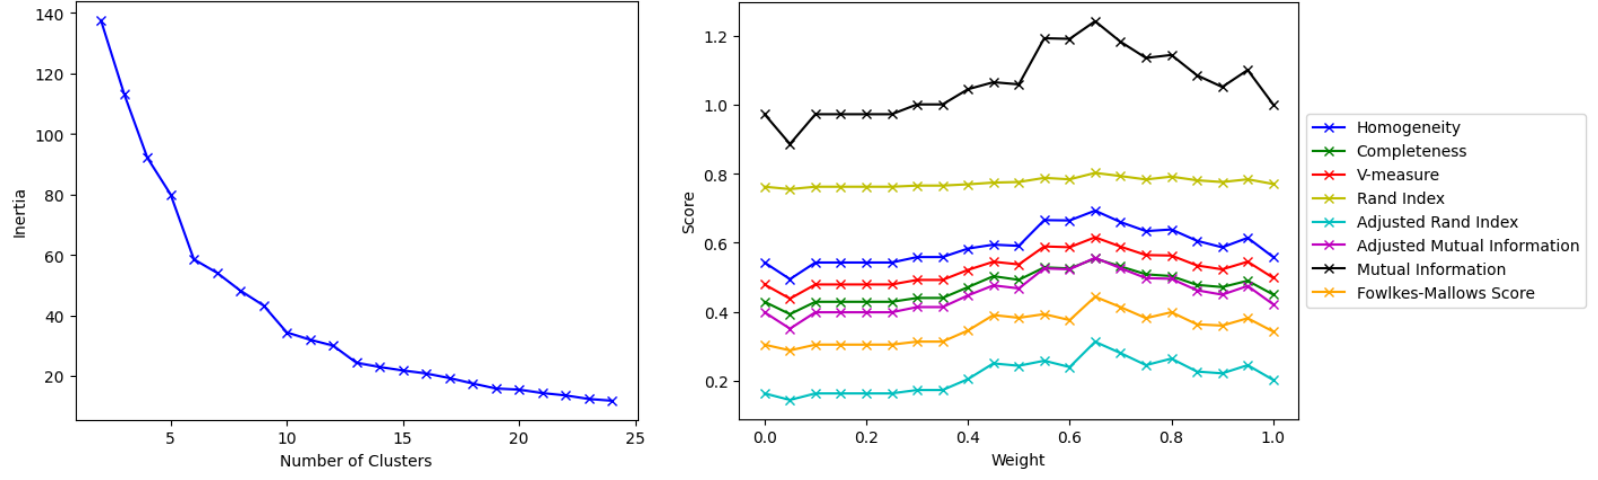 140
120
100
80
60
40
20
Inertia
5
10
15
20
25
Number of Clusters
1.2
1.0
0.8
0.6
0.4
0.2
Score
0.0
0.2
0.4
0.6
0.8
1.0
Weight
Homogeneity
Completeness
V-measure
Rand Index
Adjusted Rand Index
Adjusted Mutual Information
Mutual Information
Fowlkes-Mallows Score